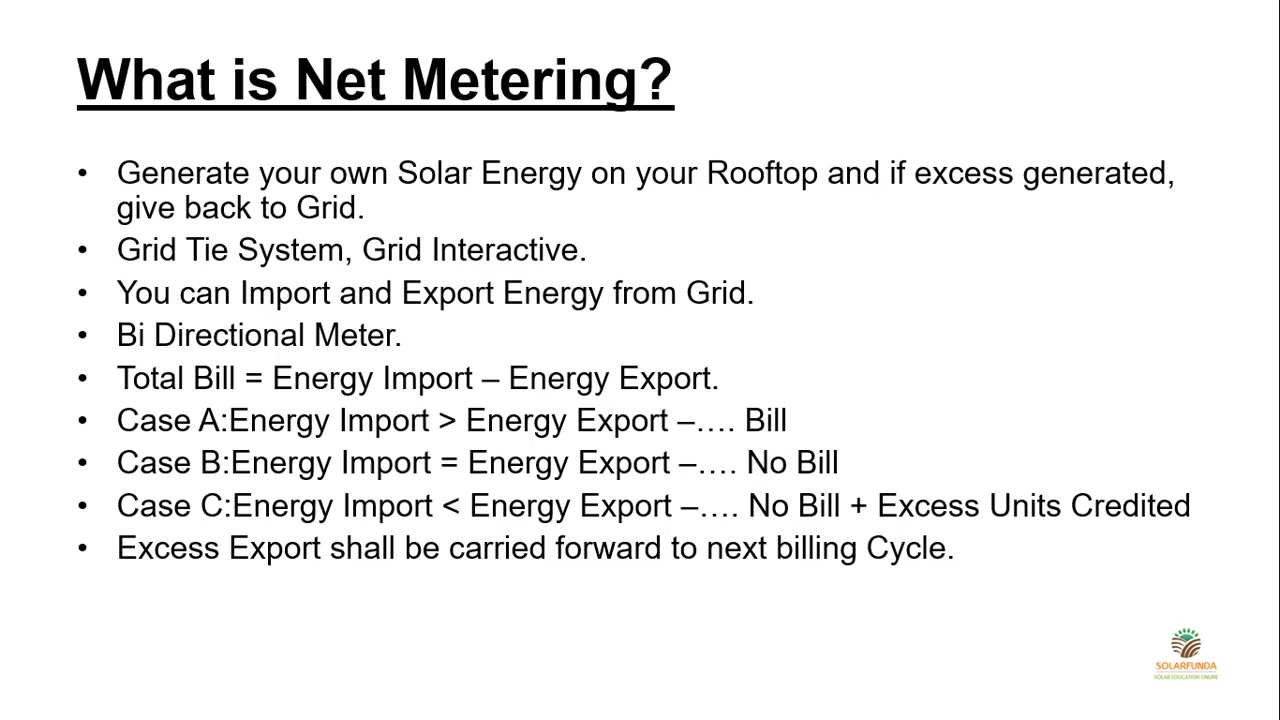 What is Net Metering?
• Generate your own Solar Energy on your Rooftop and if excess generated,
give back to Grid.
• Grid Tie System, Grid Interactive.
• You can Import and Export Energy from Grid.
• Bi Directional Meter.
• Total Bill = Energy Import – Energy Export.
• Case A:Energy Import > Energy Export –…. Bill
• Case B:Energy Import = Energy Export –…. No Bill
• Case C:Energy Import < Energy Export –…. No Bill + Excess Units Credited
• Excess Export shall be carried forward to next billing Cycle.
SOLARFUNDA
SOLAR EDUCATION ONLINE